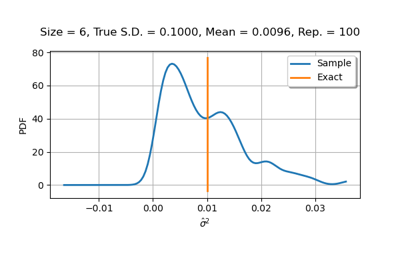 Size = 6, True S.D. = 0.1000, Mean = 0.0096, Rep. = 100
80
60
40
20
0
PDF
Sample
Exact
−0.01 0.00 0.01 0.02 0.03
σ̂²